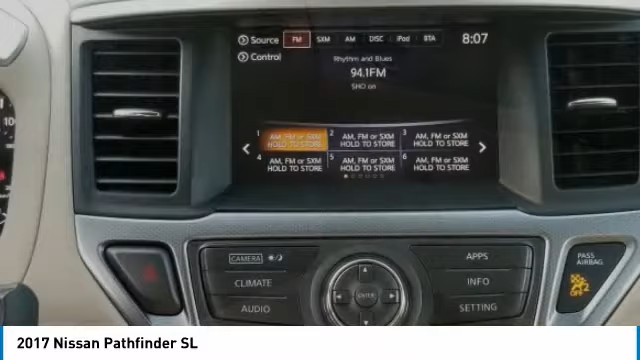 Source FM SXM AM DISC iPod BTA 8:07
Control
Rhythm and Blues
94.1FM
SHO on
1 AM, FM or SXM HOLD TO STORE
2 AM, FM or SXM HOLD TO STORE
3 AM, FM or SXM HOLD TO STORE
4 AM, FM or SXM HOLD TO STORE
5 AM, FM or SXM HOLD TO STORE
6 AM, FM or SXM HOLD TO STORE
CAMERA
CLIMATE
AUDIO
ENTER
APPS
INFO
SETTING
PASS
AIRBAG
OFF
2017 Nissan Pathfinder SL